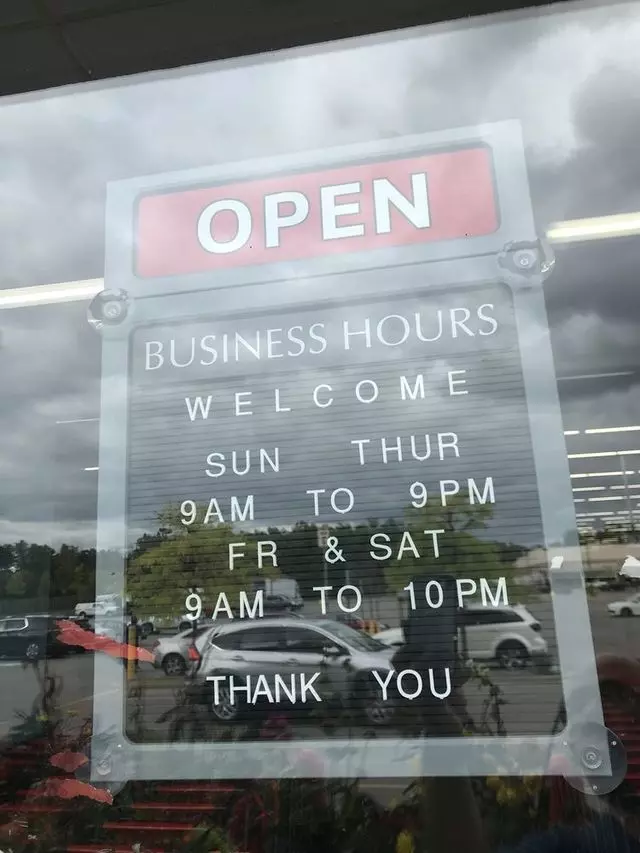 OPEN
BUSINESS HOURS
WELCOME
SUN THUR
9AM TO 9PM
FR & SAT
9AM TO 10PM
THANK YOU